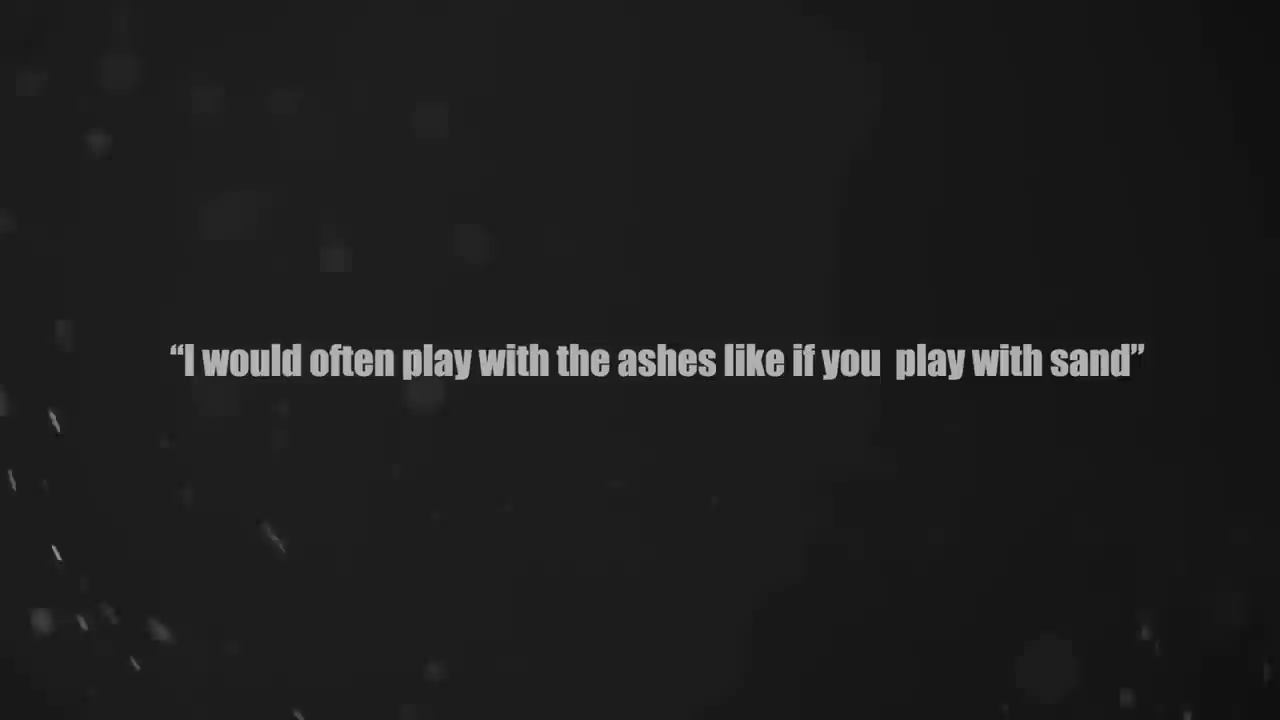 “I would often play with the ashes like if you  play with sand”